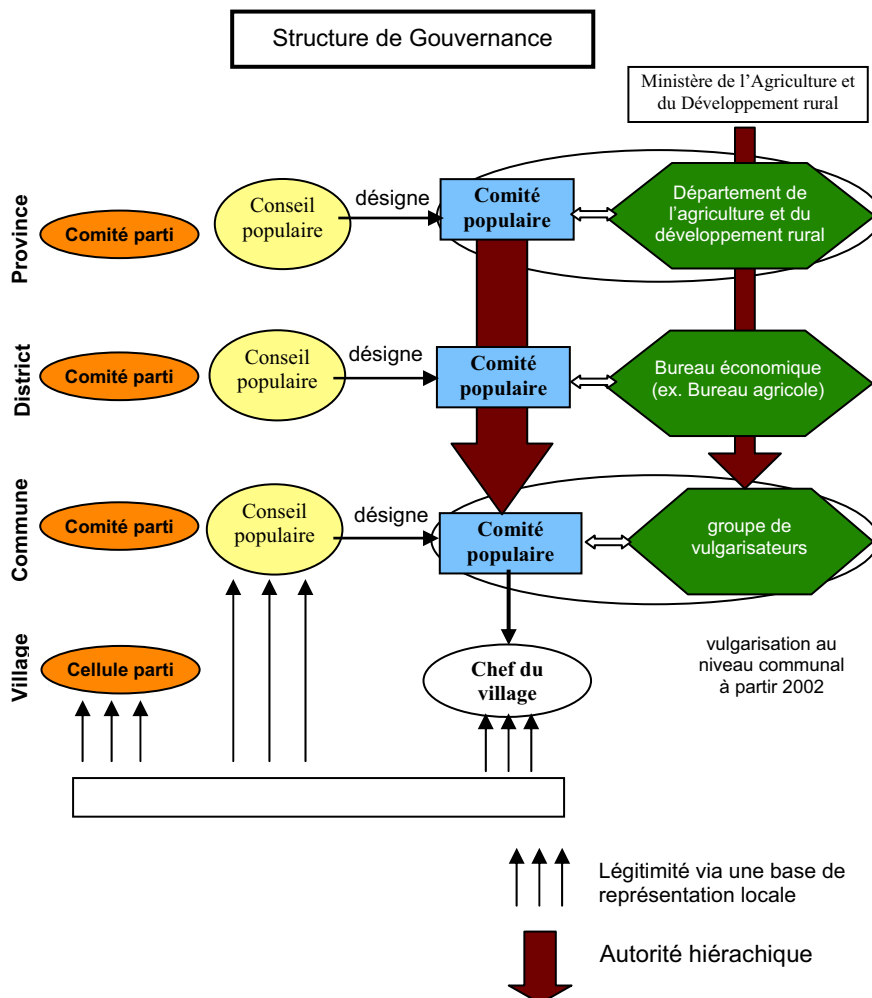 Structure de Gouvernance
Ministère de l'Agriculture et
du Développement rural
Province
Comité parti
Conseil
populaire
désigne
Comité
populaire
Département de
l'agriculture et du
développement rural
District
Comité parti
Conseil
populaire
désigne
Comité
populaire
Bureau économique
(ex. Bureau agricole)
Commune
Comité parti
Conseil
populaire
désigne
Comité
populaire
groupe de
vulgarisateurs
Village
Cellule parti
Chef du
village
vulgarisation au
niveau communal
à partir 2002
Légitimité via une base de
représentation locale
Autorité hiérachique